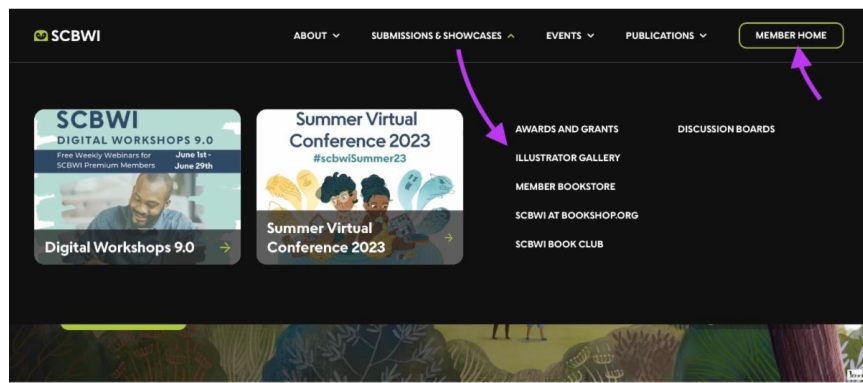 SCBWI
ABOUT
SUBMISSIONS & SHOWCASES
EVENTS
PUBLICATIONS
MEMBER HOME
SCBWI
DIGITAL WORKSHOPS 9.0
Free Weekly Webinars for
SCBWI Premium Members
June 1st -
June 29th
Digital Workshops 9.0
Summer Virtual
Conference 2023
#scbwiSummer23
Summer Virtual
Conference 2023
AWARDS AND GRANTS
ILLUSTRATOR GALLERY
MEMBER BOOKSTORE
SCBWI AT BOOKSHOP.ORG
SCBWI BOOK CLUB
DISCUSSION BOARDS